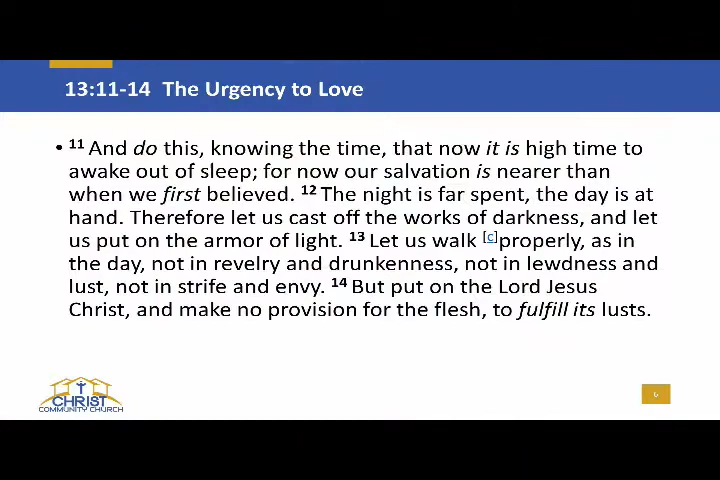 13:11-14 The Urgency to Love
• ¹¹ And do this, knowing the time, that now it is high time to
awake out of sleep; for now our salvation is nearer than
when we first believed. ¹² The night is far spent, the day is at
hand. Therefore let us cast off the works of darkness, and let
us put on the armor of light. ¹³ Let us walk [c]properly, as in
the day, not in revelry and drunkenness, not in lewdness and
lust, not in strife and envy. ¹⁴ But put on the Lord Jesus
Christ, and make no provision for the flesh, to fulfill its lusts.
CHRIST
COMMUNITY CHURCH
6